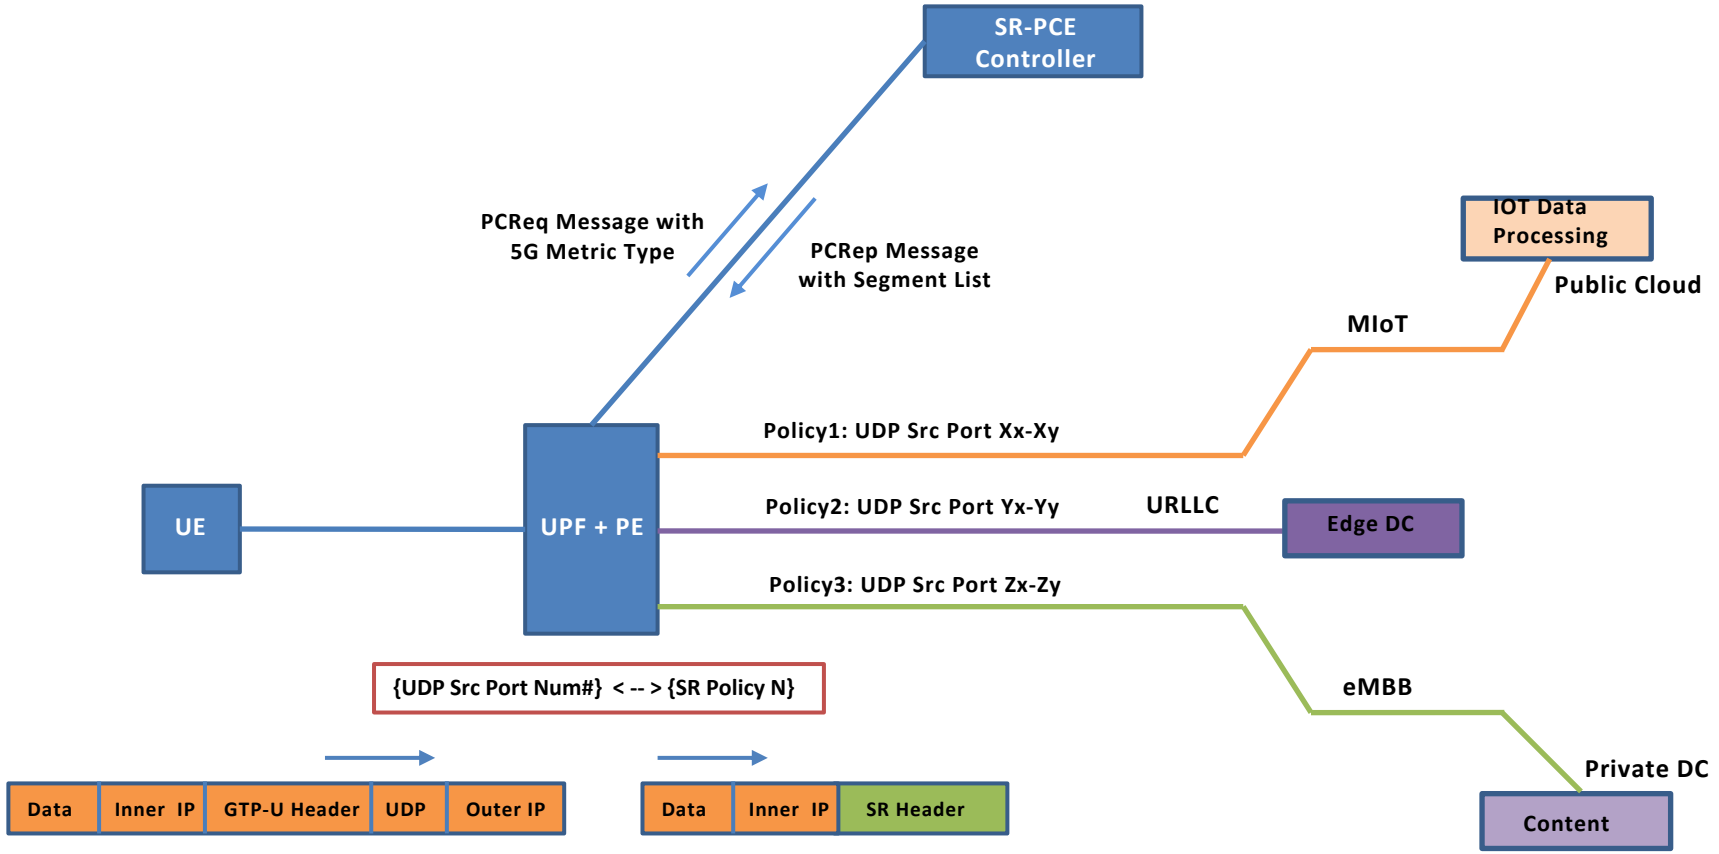 SR-PCE
Controller
PCReq Message with
5G Metric Type
PCRep Message
with Segment List
IOT Data
Processing
Public Cloud
MIoT
Policy1: UDP Src Port Xx-Xy
Policy2: UDP Src Port Yx-Yy
URLLC
Edge DC
UE
UPF + PE
Policy3: UDP Src Port Zx-Zy
{UDP Src Port Num#} < -- > {SR Policy N}
eMBB
Private DC
Content
Data Inner IP GTP-U Header UDP Outer IP
Data Inner IP SR Header